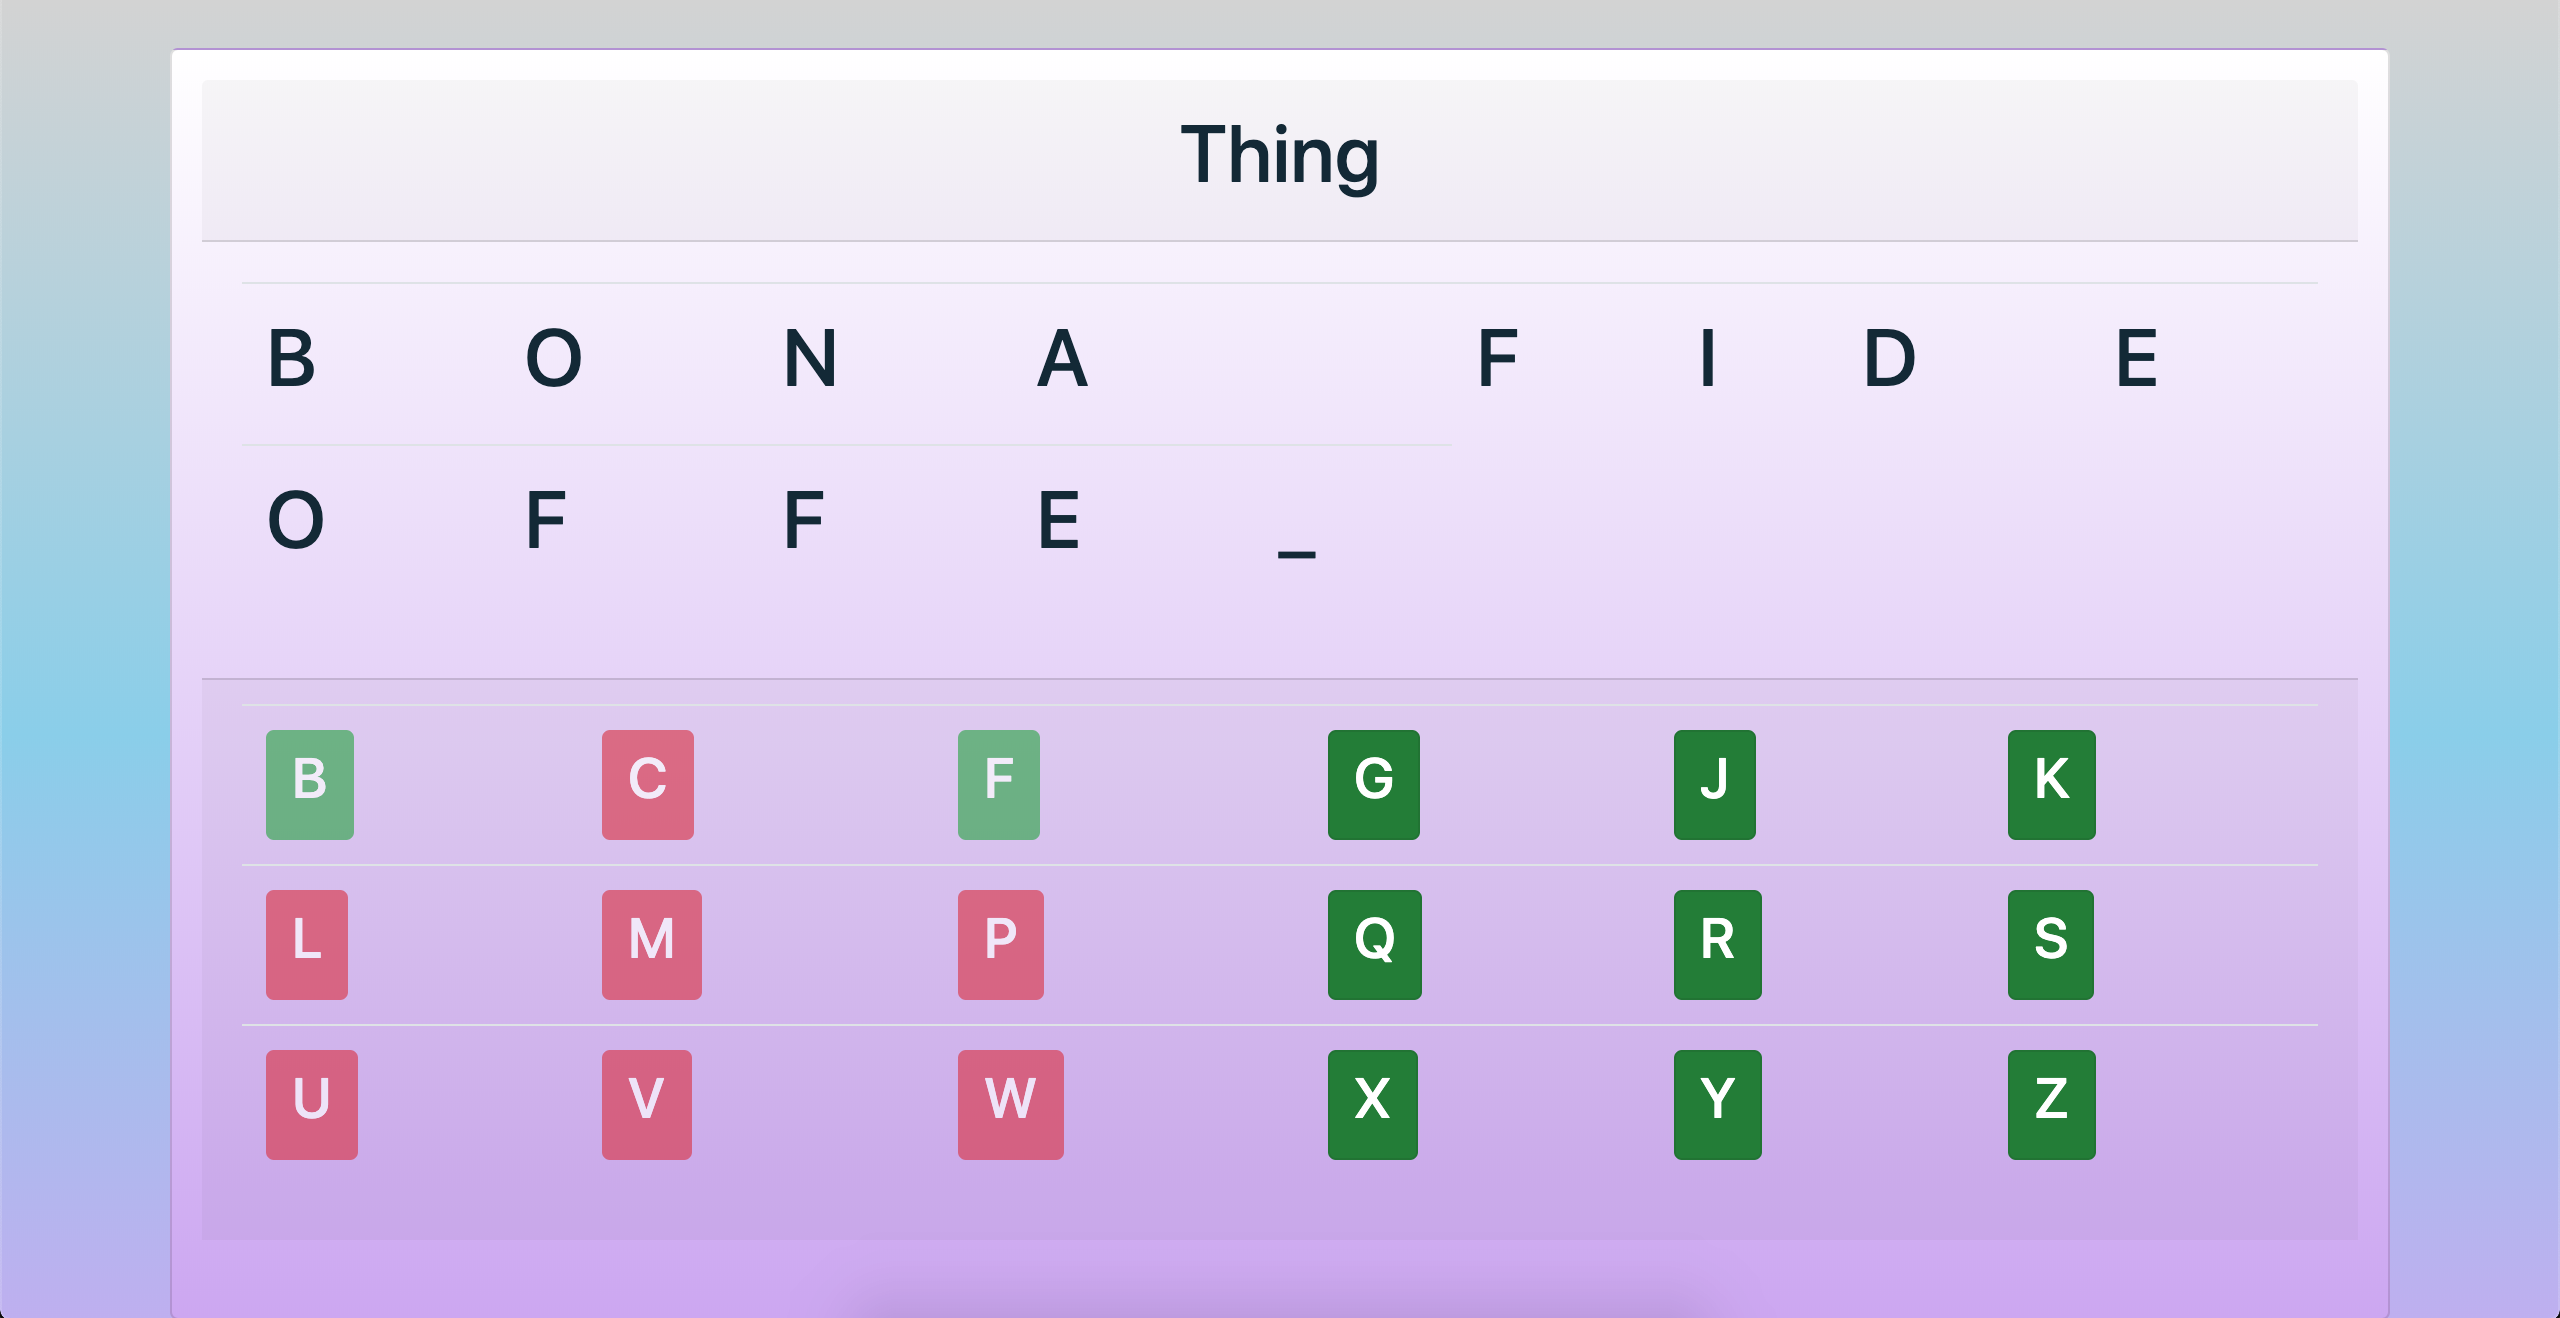 Thing
B O N A F I D E
O F F E _
B C F G J K
L M P Q R S
U V W X Y Z